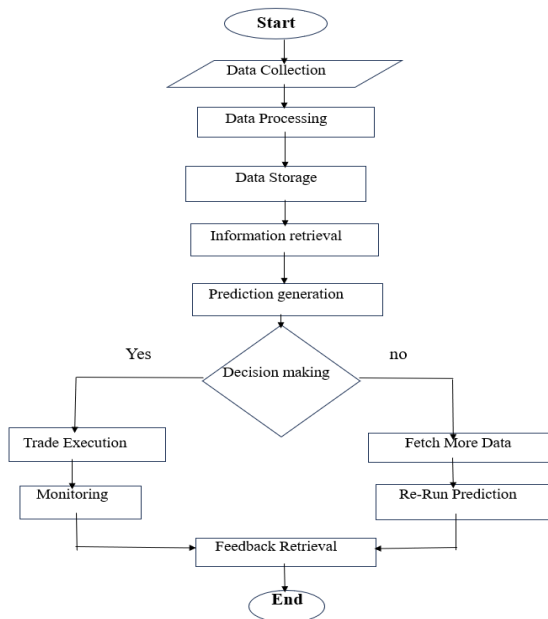 Start
Data Collection
Data Processing
Data Storage
Information retrieval
Prediction generation
Yes
no
Decision making
Trade Execution
Fetch More Data
Monitoring
Re-Run Prediction
Feedback Retrieval
End